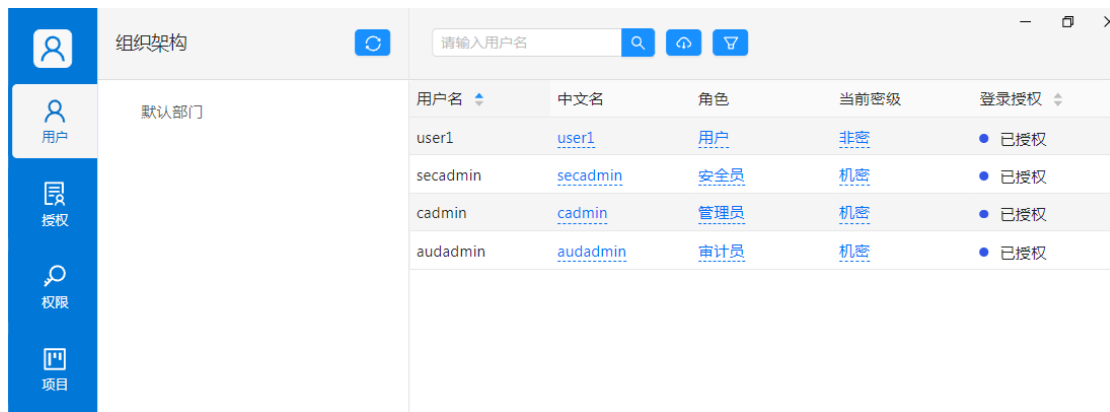 组织架构
请输入用户名
用户
授权
权限
项目
默认部门
用户名 中文名 角色 当前密级 登录授权
user1 user1 用户 非密 已授权
secadmin secadmin 安全员 机密 已授权
cadmin cadmin 管理员 机密 已授权
audadmin audadmin 审计员 机密 已授权